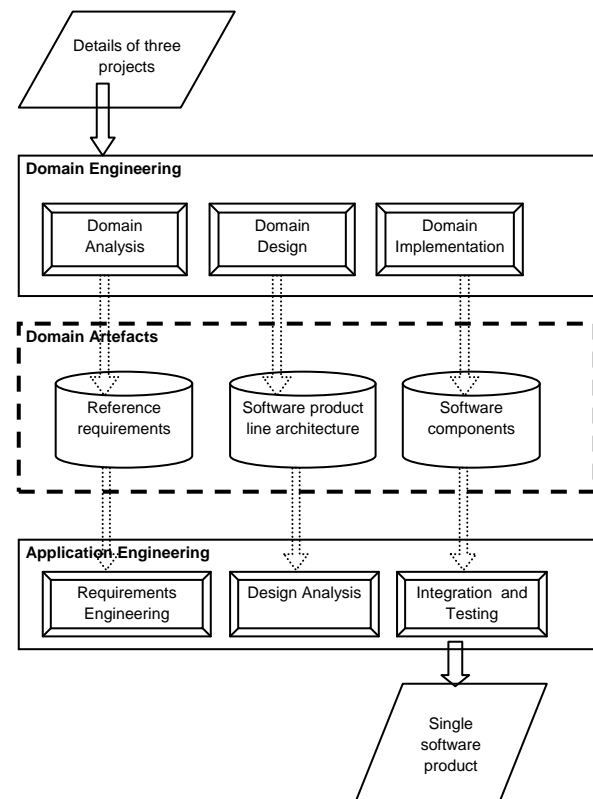 Details of three
projects
Domain Engineering
Domain
Analysis
Domain
Design
Domain
Implementation
Domain Artefacts
Reference
requirements
Software product
line architecture
Software
components
Application Engineering
Requirements
Engineering
Design Analysis
Integration and
Testing
Single
software
product